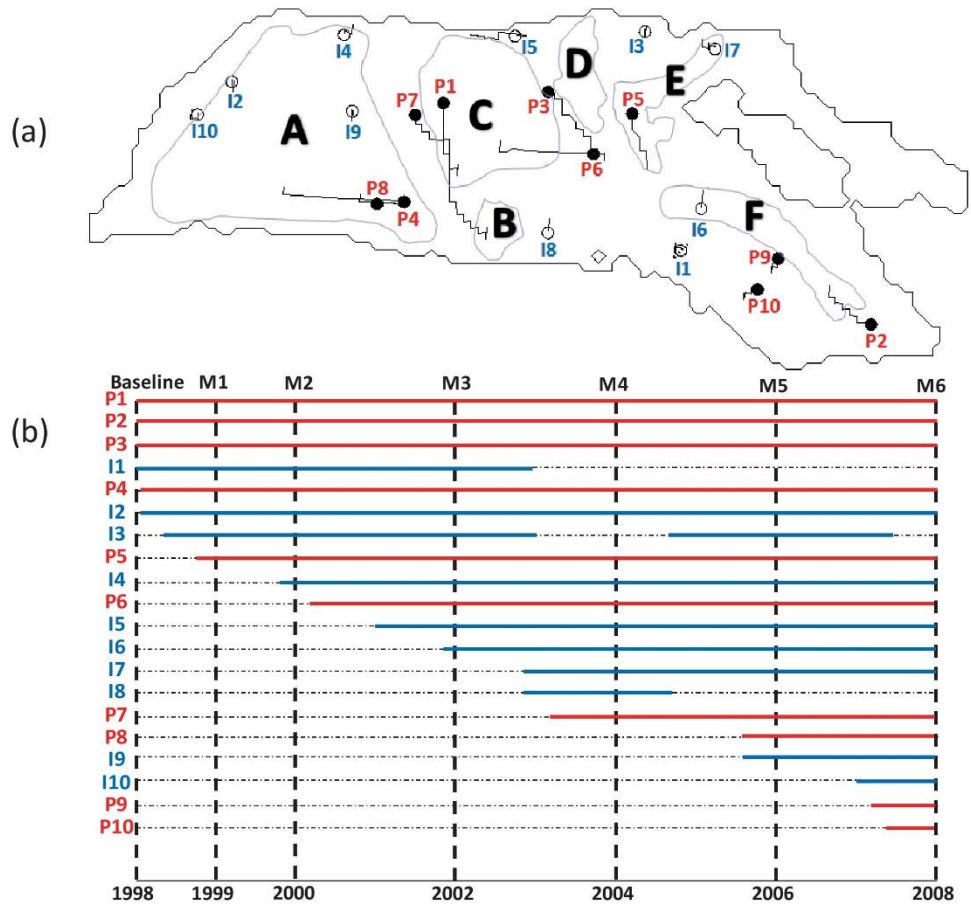 (a)
I4
I5
I3
I7
D
E
I2
P7
P1
P3
P5
I10
A
I9
C
P6
P8
P4
B
I8
I6
F
I1
P9
P10
P2
(b)
Baseline M1 M2 M3 M4 M5 M6
P1
P2
P3
I1
P4
I2
I3
P5
I4
P6
I5
I6
I7
I8
P7
P8
I9
I10
P9
P10
1998 1999 2000 2002 2004 2006 2008